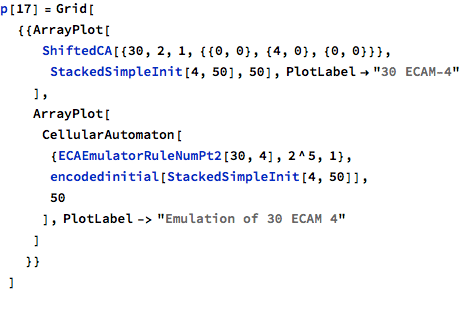 p[17] = Grid[
{{ArrayPlot[
ShiftedCA[{30, 2, 1, {{0, 0}, {4, 0}, {0, 0}}},
StackedSimpleInit[4, 50], 50], PlotLabel → "30 ECAM-4"
],
ArrayPlot[
CellularAutomaton[
{ECAEmulatorRuleNumPt2[30, 4], 2^5, 1},
encodedinitial[StackedSimpleInit[4, 50]],
50
], PlotLabel -> "Emulation of 30 ECAM 4"
]
}}
]